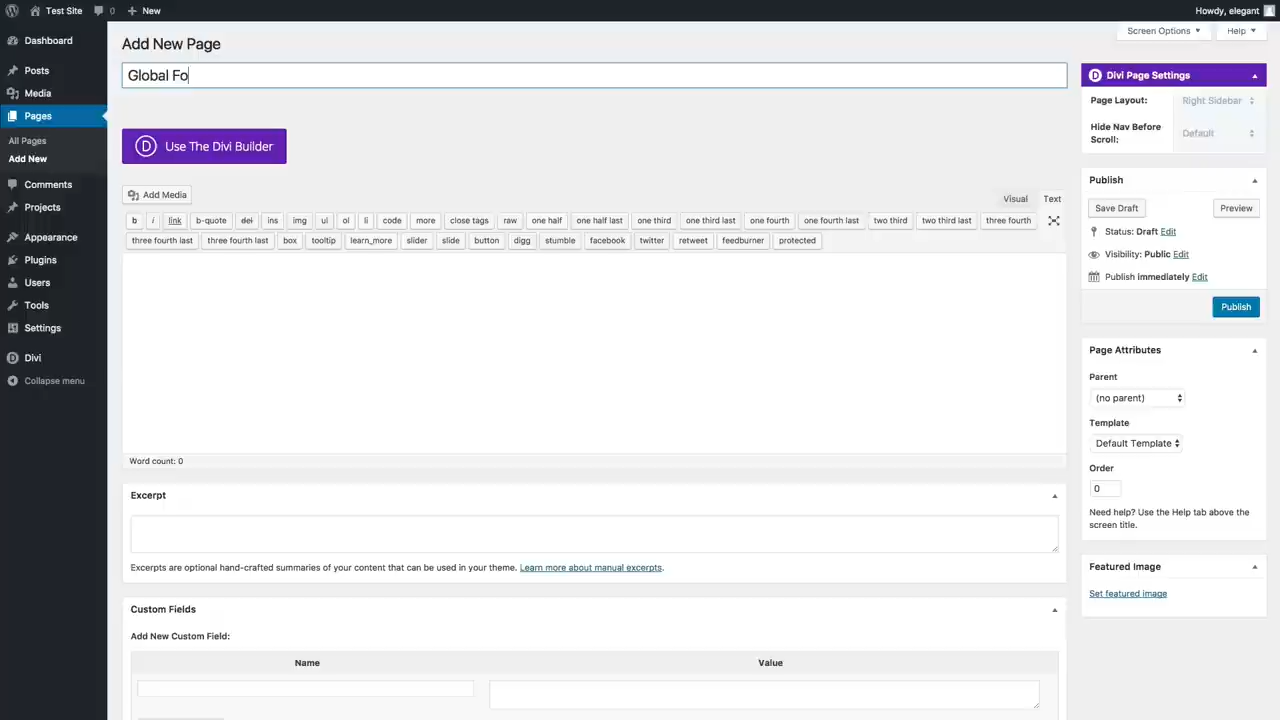 Test Site 0 New Howdy, elegant
Dashboard
Posts
Media
Pages
All Pages
Add New
Comments
Projects
Appearance
Plugins
Users
Tools
Settings
Divi
Collapse menu
Screen Options Help
Add New Page
Global Fo
Use The Divi Builder
Add Media Visual Text
b i link b-quote del ins img ul ol li code more close tags raw one half one half last one third one third last one fourth one fourth last two third two third last three fourth
three fourth last three fourth last box tooltip learn_more slider slide button digg stumble facebook twitter retweet feedburner protected
Word count: 0
Excerpt
Excerpts are optional hand-crafted summaries of your content that can be used in your theme. Learn more about manual excerpts.
Custom Fields
Add New Custom Field:
Name Value
Divi Page Settings
Page Layout: Right Sidebar
Hide Nav Before
Scroll: Default
Publish
Save Draft Preview
Status: Draft Edit
Visibility: Public Edit
Publish immediately Edit
Publish
Page Attributes
Parent
(no parent)
Template
Default Template
Order
0
Need help? Use the Help tab above the
screen title.
Featured Image
Set featured image